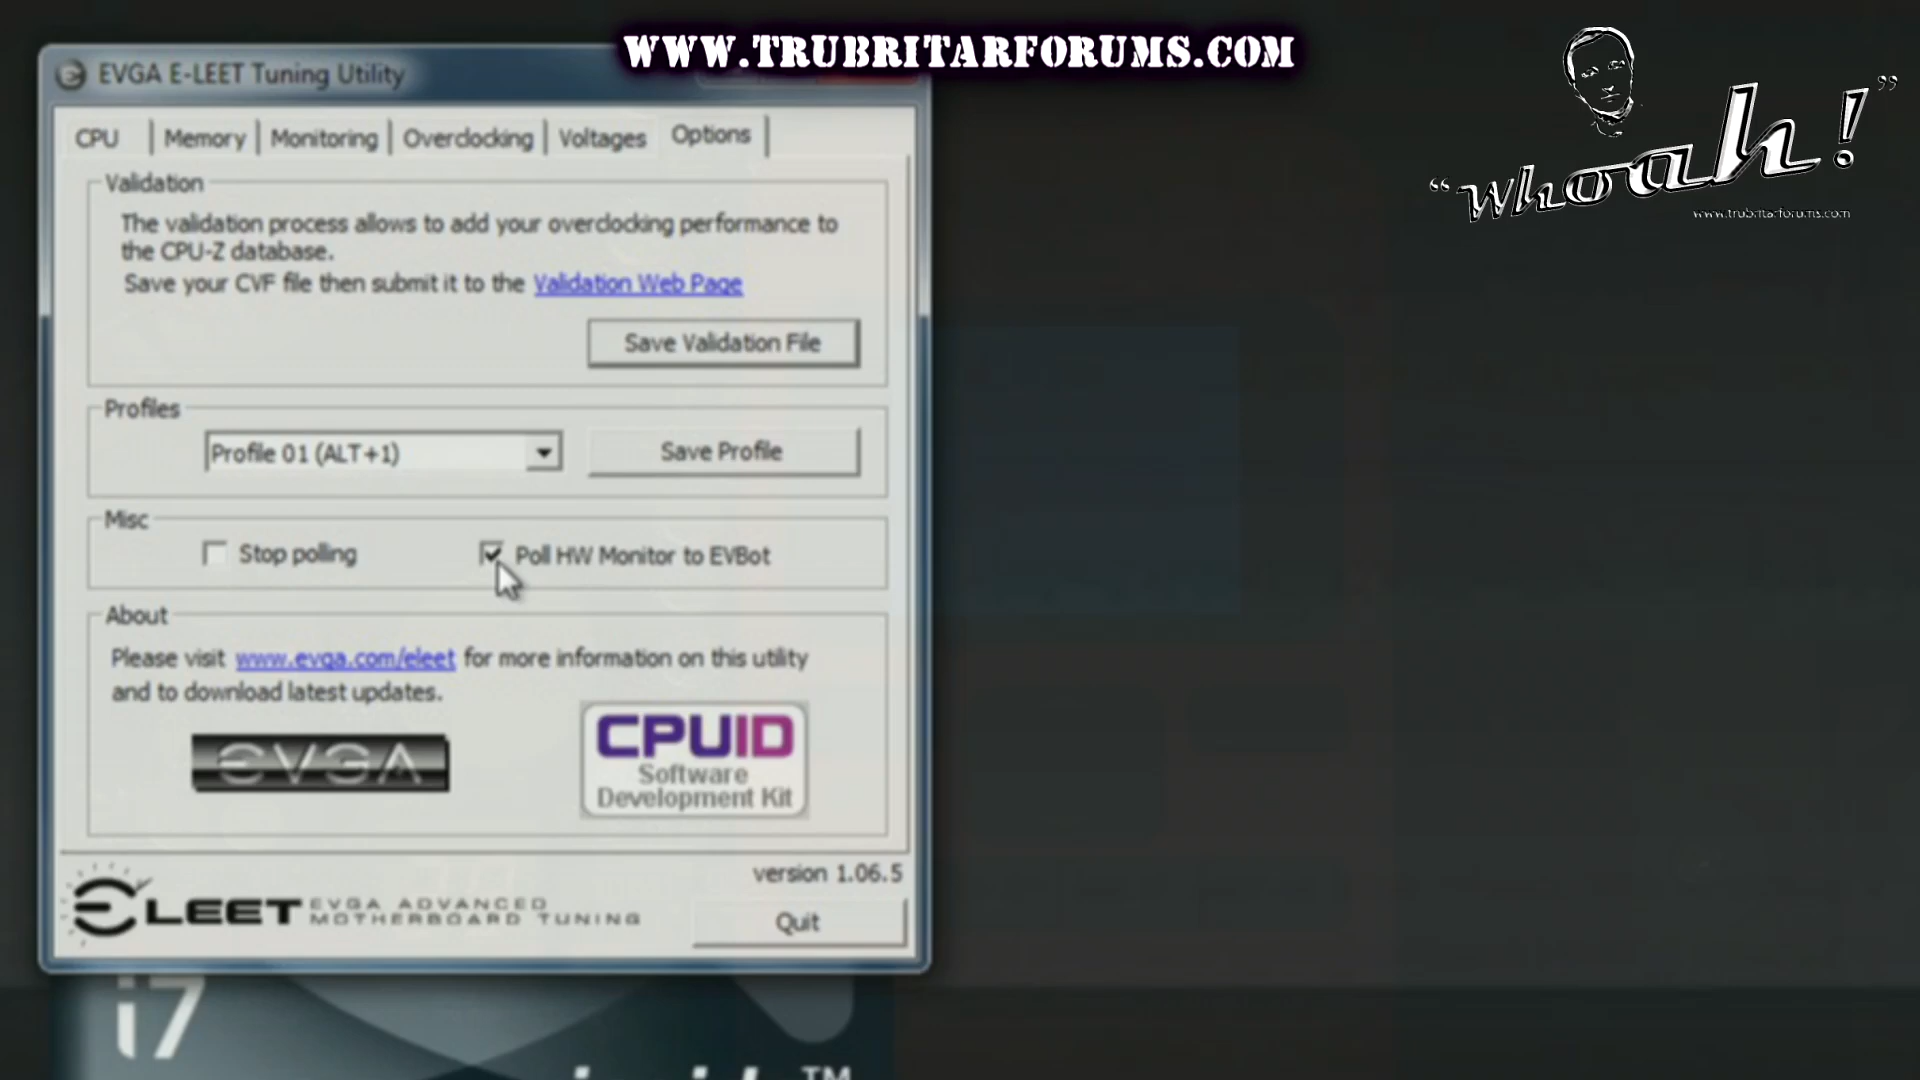 WWW.TRUBRITARFORUMS.COM
“Whoah!”
www.trubritarforums.com
EVGA E-LEET Tuning Utility
CPU
Memory
Monitoring
Overclocking
Voltages
Options
Validation
The validation process allows to add your overclocking performance to
the CPU-Z database.
Save your CVF file then submit it to the Validation Web Page
Save Validation File
Profiles
Profile 01 (ALT+1)
Save Profile
Misc
Stop polling
Poll HW Monitor to EVBot
About
Please visit www.evga.com/eleet for more information on this utility
and to download latest updates.
EVGA
CPUID
Software
Development Kit
version 1.06.5
ELEET
EVGA ADVANCED
MOTHERBOARD TUNING
Quit
i7